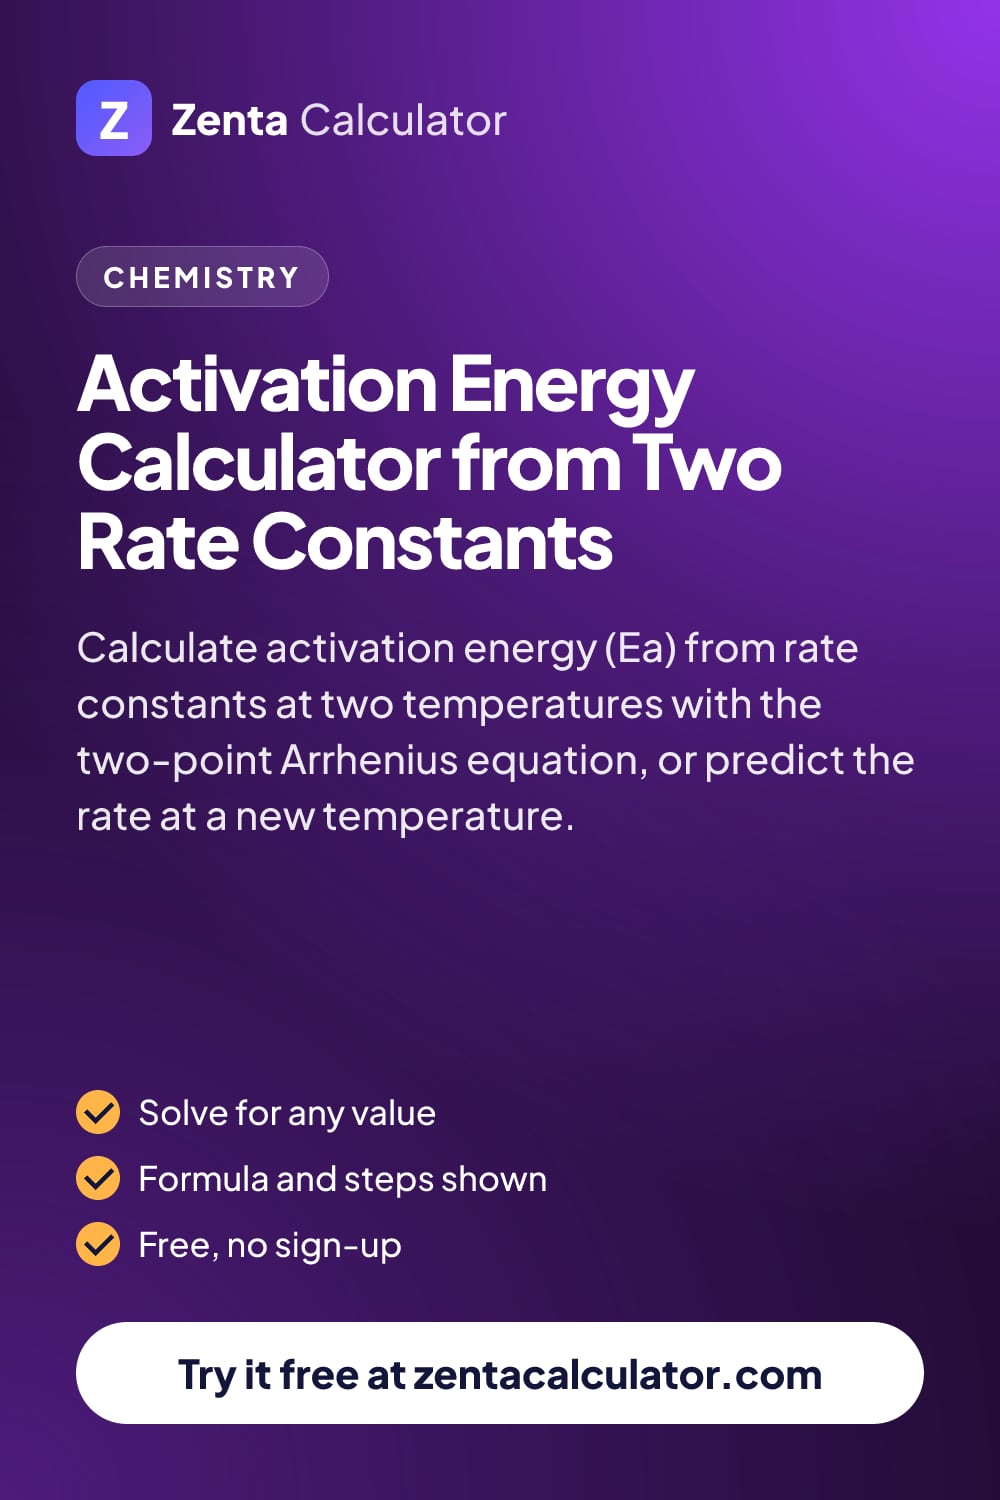 Z
Zenta Calculator
CHEMISTRY
Activation Energy
Calculator from Two
Rate Constants
Calculate activation energy (Ea) from rate
constants at two temperatures with the
two-point Arrhenius equation, or predict the
rate at a new temperature.
Solve for any value
Formula and steps shown
Free, no sign-up
Try it free at zentacalculator.com